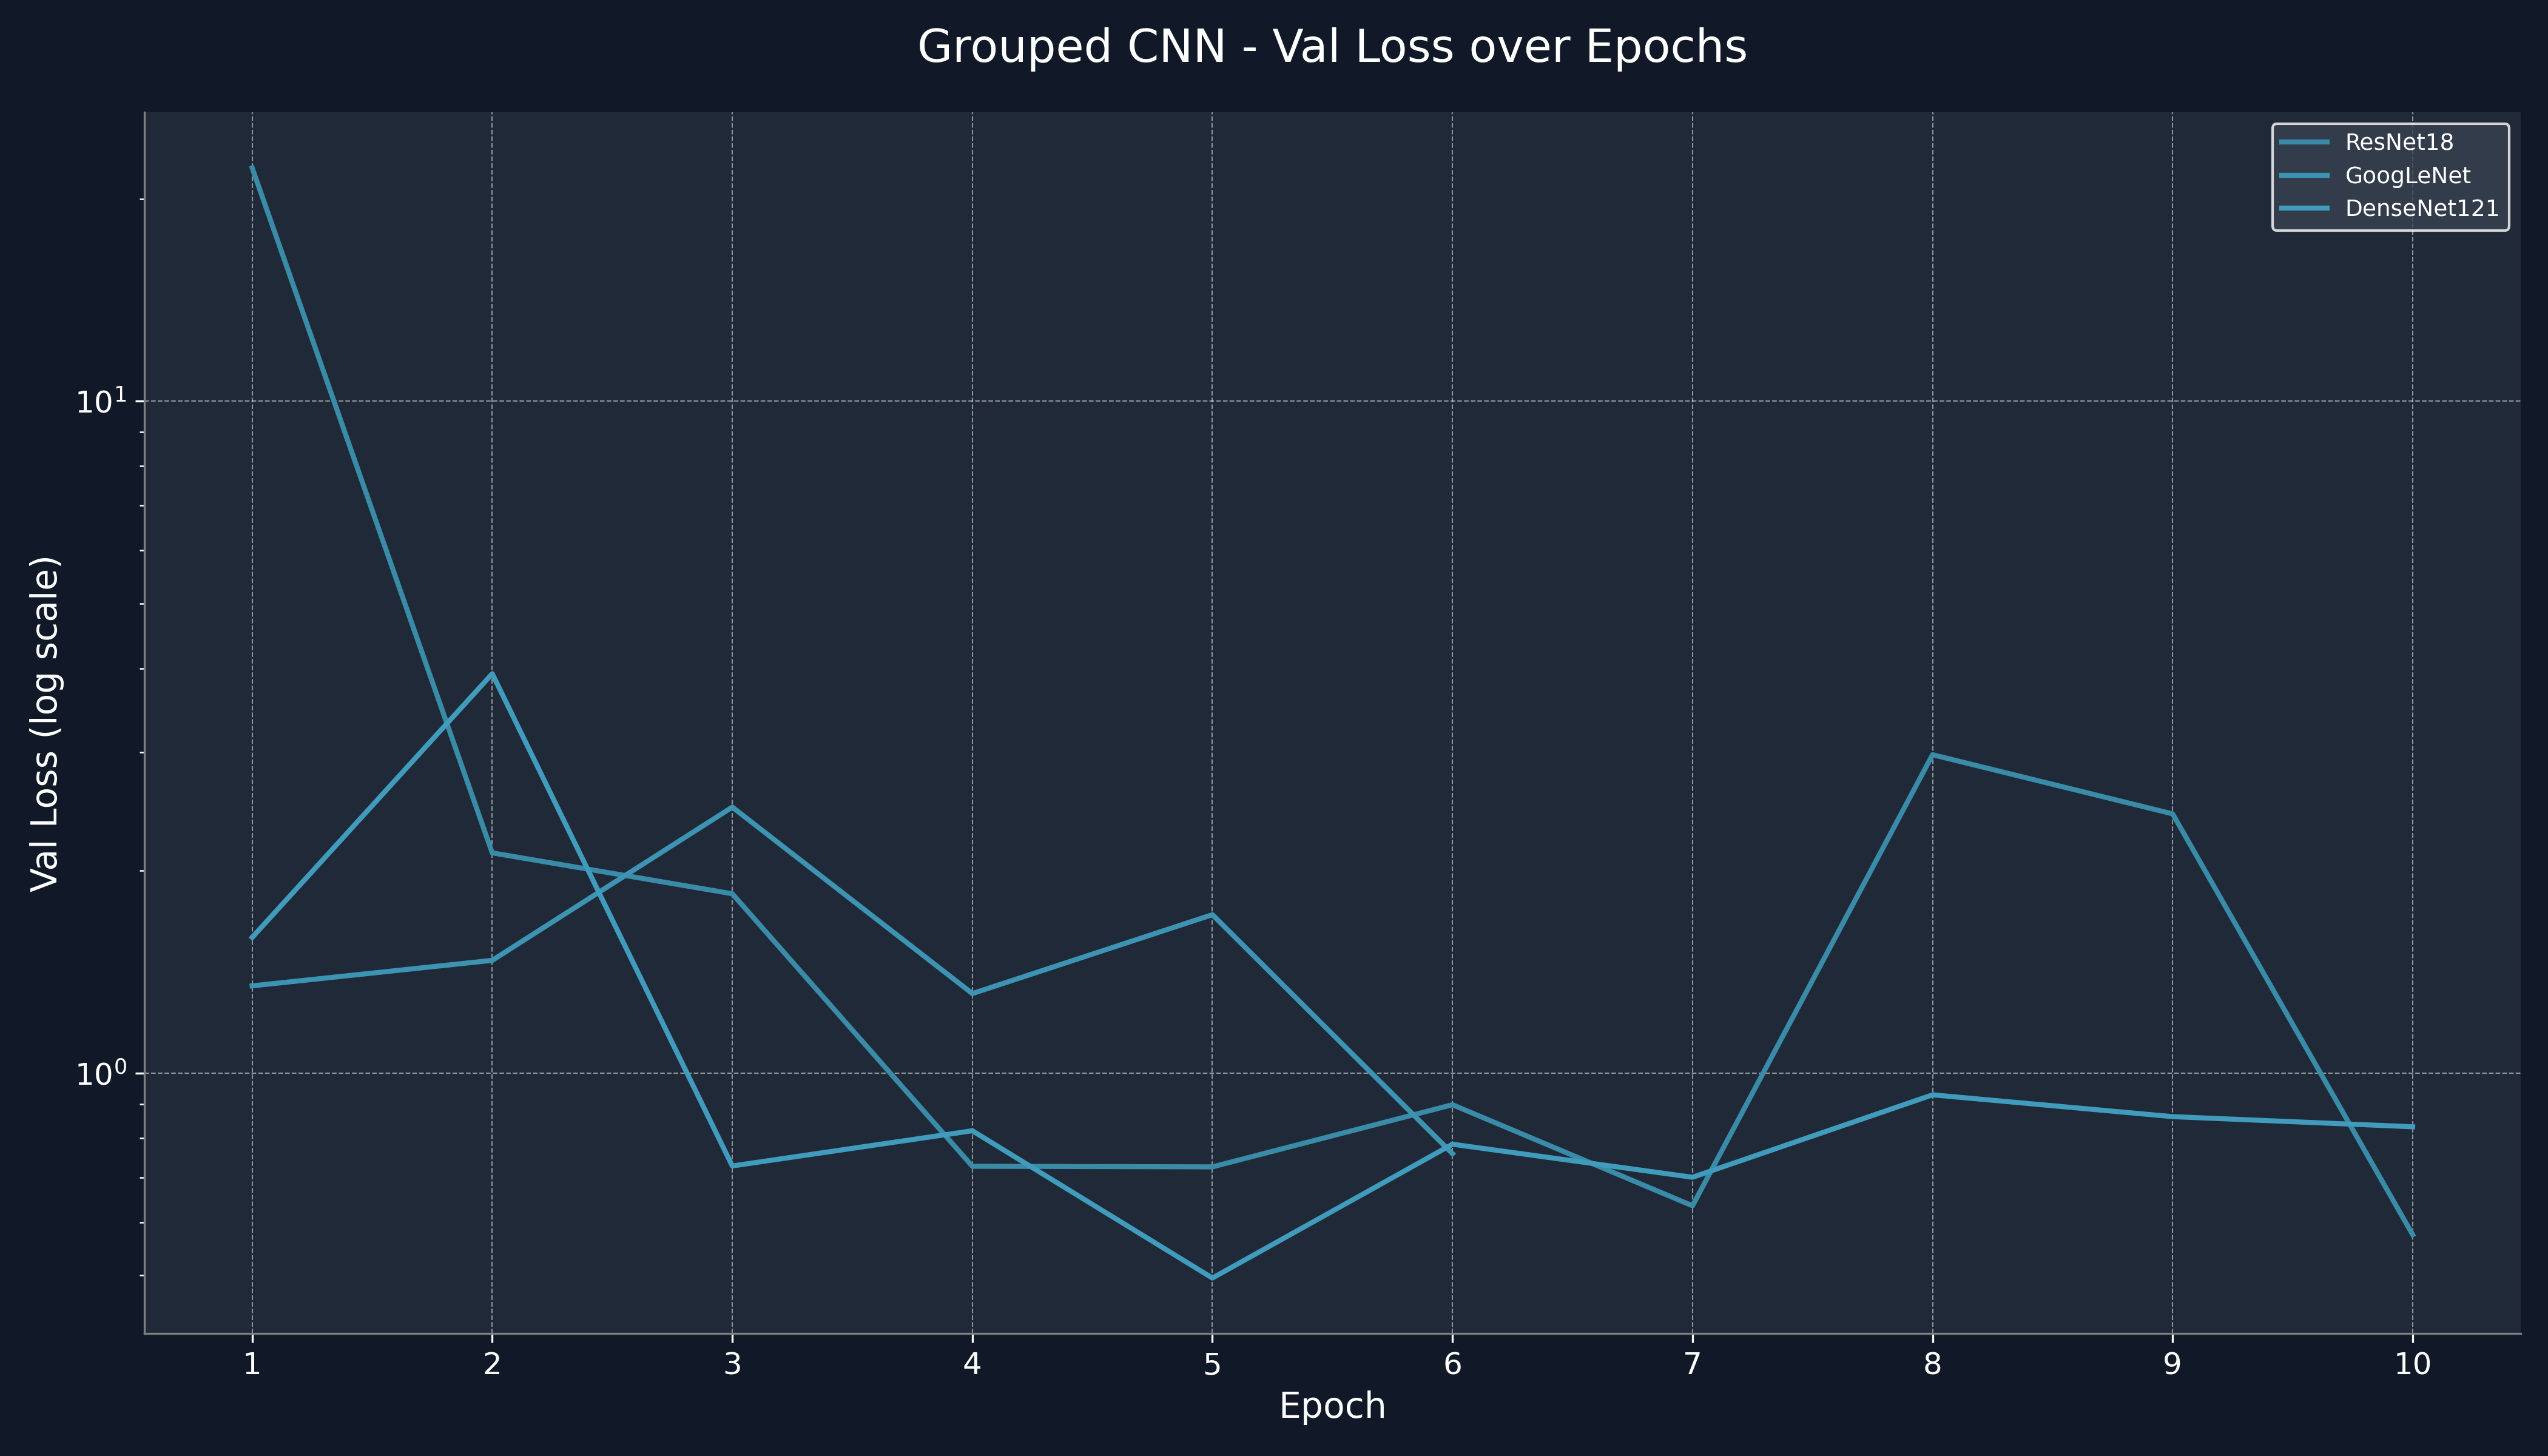 Grouped CNN - Val Loss over Epochs
ResNet18
GoogLeNet
DenseNet121
Val Loss (log scale)
10¹
10⁰
1 2 3 4 5 6 7 8 9 10
Epoch